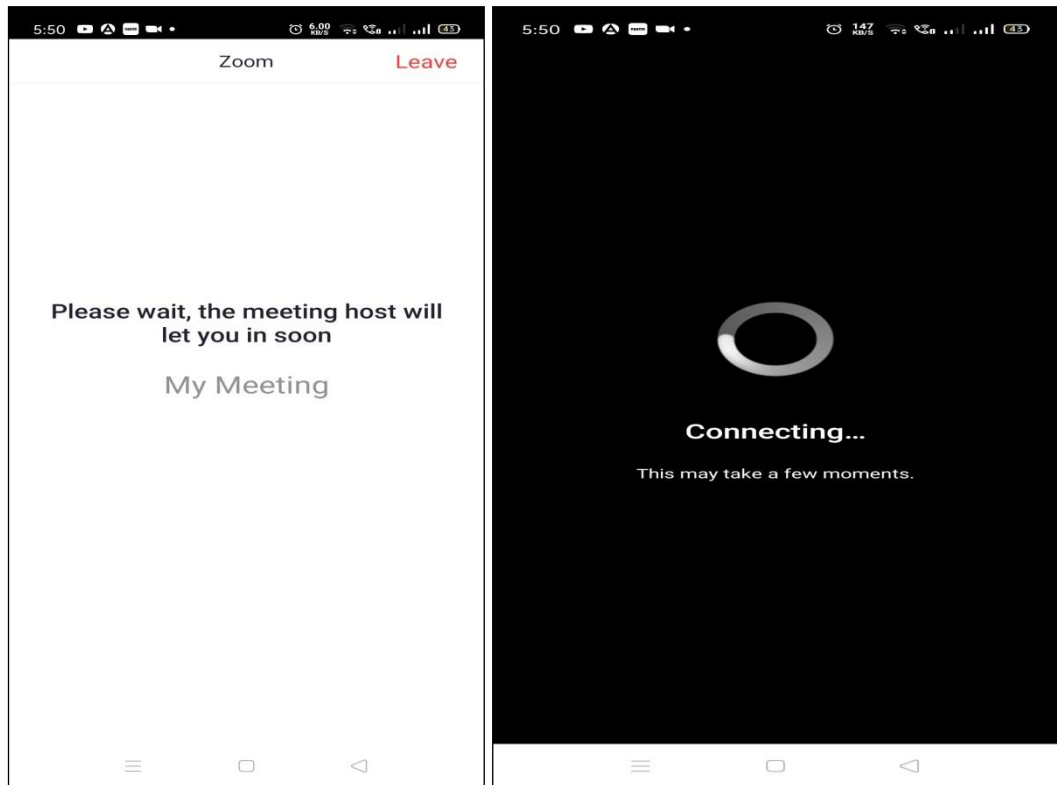 5:50
6.00 KB/S
43
Zoom
Leave
Please wait, the meeting host will
let you in soon
My Meeting
5:50
147 KB/S
43
Connecting...
This may take a few moments.